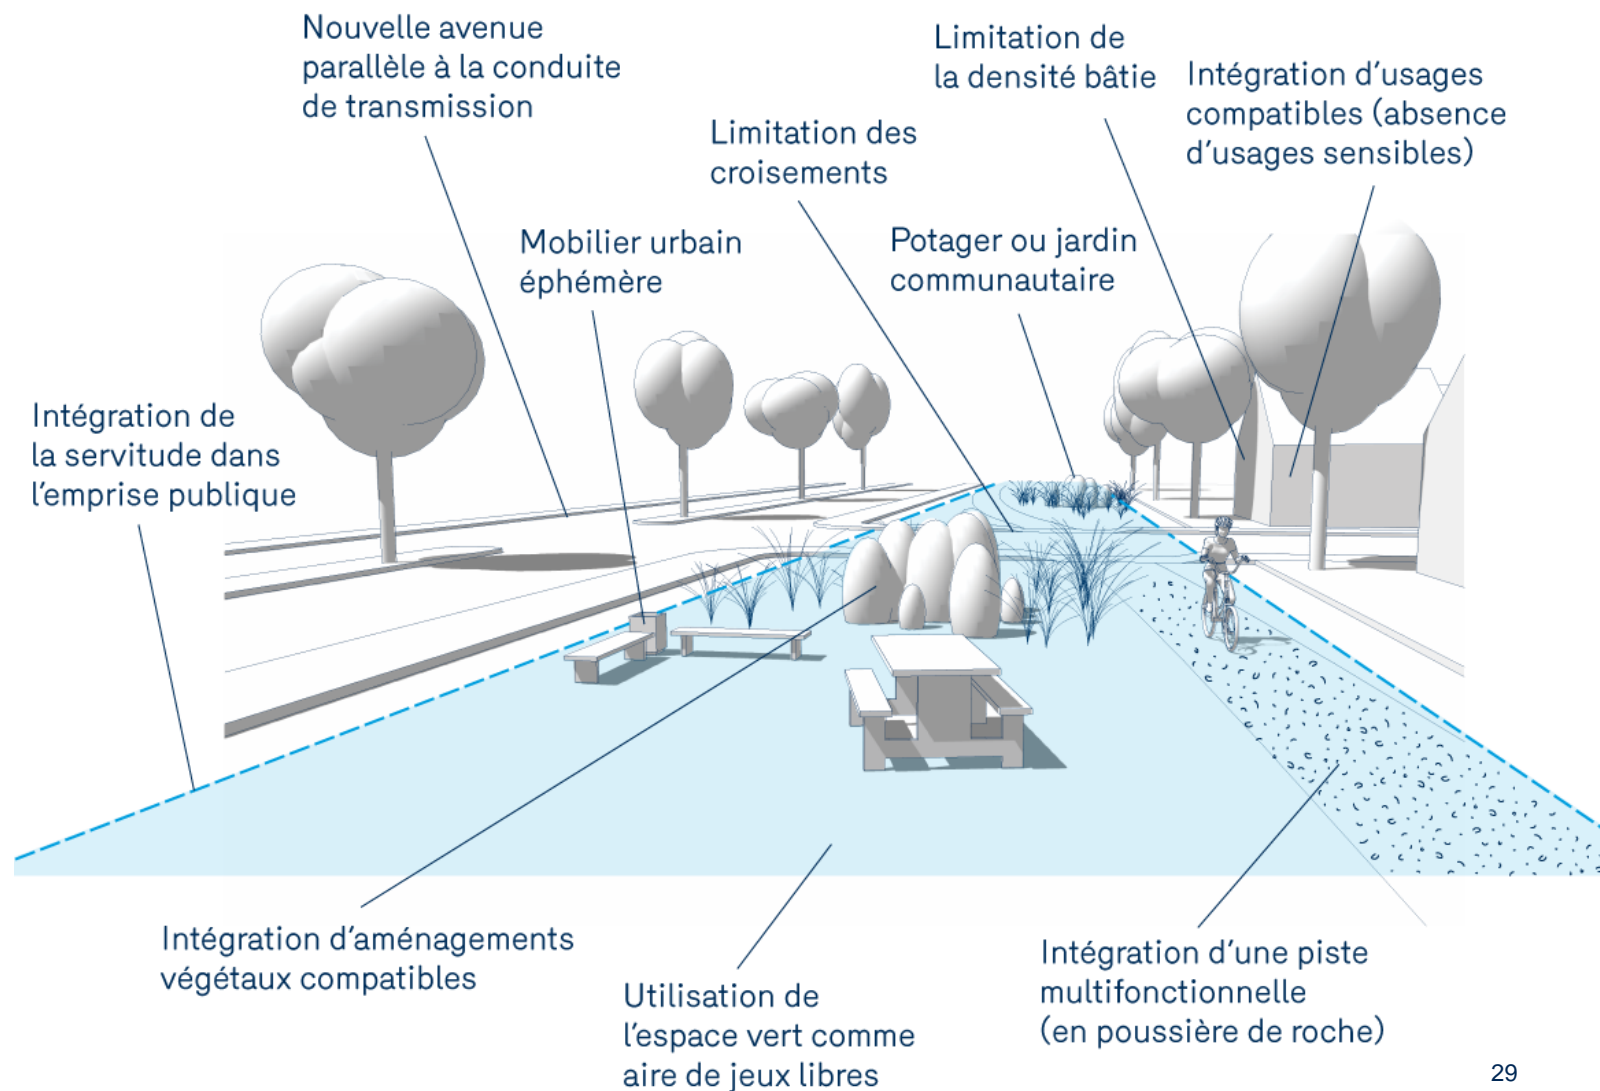 Nouvelle avenue
parallèle à la conduite
de transmission
Limitation de
la densité bâtie
Intégration d'usages
compatibles (absence
d'usages sensibles)
Limitation des
croisements
Mobilier urbain
éphémère
Potager ou jardin
communautaire
Intégration de
la servitude dans
l'emprise publique
Intégration d'aménagements
végétaux compatibles
Utilisation de
l'espace vert comme
aire de jeux libres
Intégration d'une piste
multifonctionnelle
(en poussière de roche)
29